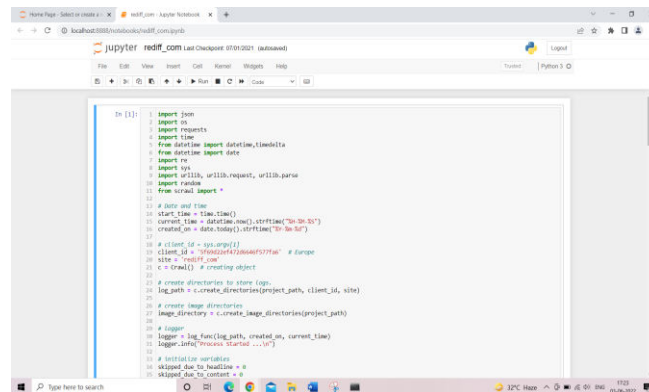 Home Page - Select or create a
rediff_com - Jupyter Notebook
localhost:8888/notebooks/rediff_com.ipynb
jupyter rediff_com Last Checkpoint: 07/01/2021 (autosaved)
Logout
File Edit View Insert Cell Kernel Widgets Help
Trusted Python 3
Run Code
In [1]:
1 import json
2 import os
3 import requests
4 import time
5 from datetime import datetime,timedelta
6 from datetime import date
7 import re
8 import sys
9 import urllib, urllib.request, urllib.parse
10 import random
11 from scrawl import *
12
13 # Date and time
14 start_time = time.time()
15 current_time = datetime.now().strftime("%H-%M-%S")
16 created_on = date.today().strftime("%Y-%m-%d")
17
18 # client_id = sys.argv[1]
19 client_id = # Europe
20 site = 'rediff_com'
21 c = Crawl() # creating object
22
23 # create directories to store logs.
24 log_path = c.create_directories(project_path, client_id, site)
25
26 # create image directories
27 image_directory = c.create_image_directories(project_path)
28
29 # logger
30 logger = log_func(log_path, created_on, current_time)
31 logger.info("Process Started ...\n")
32
33 # initialize variables
34 skipped_due_to_headline = 0
35 skipped_due_to_content = 0
Type here to search
32°C Haze
ENG
17:23
03-06-2022